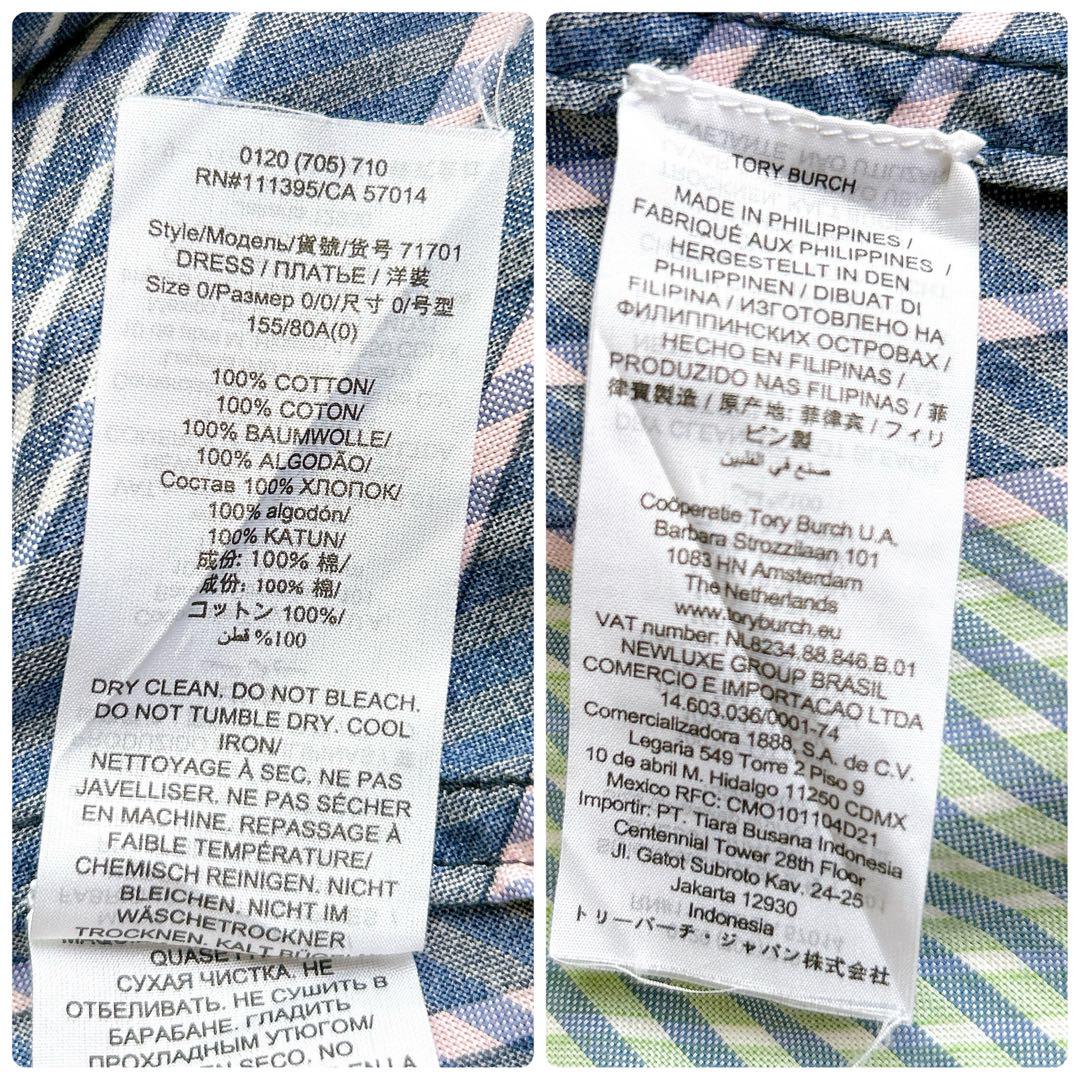 0120 (705) 710
RN#111395/CA 57014
Style/Модель/貨號/货号 71701
DRESS / ПЛАТЬЕ / 洋裝
Size 0/Размер 0/0/尺寸 0/号型
155/80A(0)
100% COTTON/
100% COTON/
100% BAUMWOLLE/
100% ALGODÃO/
Состав 100% ХЛОПОК/
100% algodón/
100% KATUN/
成份: 100% 棉/
成份: 100% 棉/
コットン 100%/
100% قطن
DRY CLEAN. DO NOT BLEACH.
DO NOT TUMBLE DRY. COOL
IRON/
NETTOYAGE À SEC. NE PAS
JAVELLISER. NE PAS SÉCHER
EN MACHINE. REPASSAGE À
FAIBLE TEMPÉRATURE/
CHEMISCH REINIGEN. NICHT
BLEICHEN. NICHT IM
WÄSCHETROCKNER
TROCKNEN. KALT
СУХАЯ ЧИСТКА. НЕ
ОТБЕЛИВАТЬ. НЕ СУШИТЬ В
БАРАБАНЕ. ГЛАДИТЬ
ПРОХЛАДНЫМ УТЮГОМ/
EN SECO. NO
EN LA
TORY BURCH
MADE IN PHILIPPINES /
FABRIQUÉ AUX PHILIPPINES /
HERGESTELLT IN DEN
PHILIPPINEN / DIBUAT DI
FILIPINA / ИЗГОТОВЛЕНО НА
ФИЛИППИНСКИХ ОСТРОВАХ /
HECHO EN FILIPINAS /
PRODUZIDO NAS FILIPINAS / 菲
律賓製造 / 原产地: 菲律宾 / フィリ
ピン製
صنع في الفلبين
Coöperatie Tory Burch U.A.
Barbara Strozzilaan 101
1083 HN Amsterdam
The Netherlands
www.toryburch.eu
VAT number: NL8234.88.846.B.01
NEWLUXE GROUP BRASIL
COMERCIO E IMPORTACAO LTDA
14.603.036/0001-74
Comercializadora 1888, S.A. de C.V.
Legaria 549 Torre 2 Piso 9
10 de abril M. Hidalgo 11250 CDMX
Mexico RFC: CMO101104D21
Importir: PT. Tiara Busana Indonesia
Centennial Tower 28th Floor
Jl. Gatot Subroto Kav. 24-25
Jakarta 12930
Indonesia
トリーバーチ・ジャパン株式会社